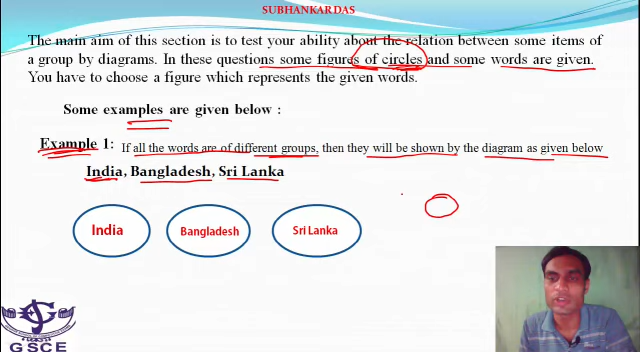 SUBHANKAR DAS
The main aim of this section is to test your ability about the relation between some items of
a group by diagrams. In these questions some figures of circles and some words are given.
You have to choose a figure which represents the given words.
Some examples are given below :
Example 1: If all the words are of different groups, then they will be shown by the diagram as given below
India, Bangladesh, Sri Lanka
India
Bangladesh
Sri Lanka
GSCE